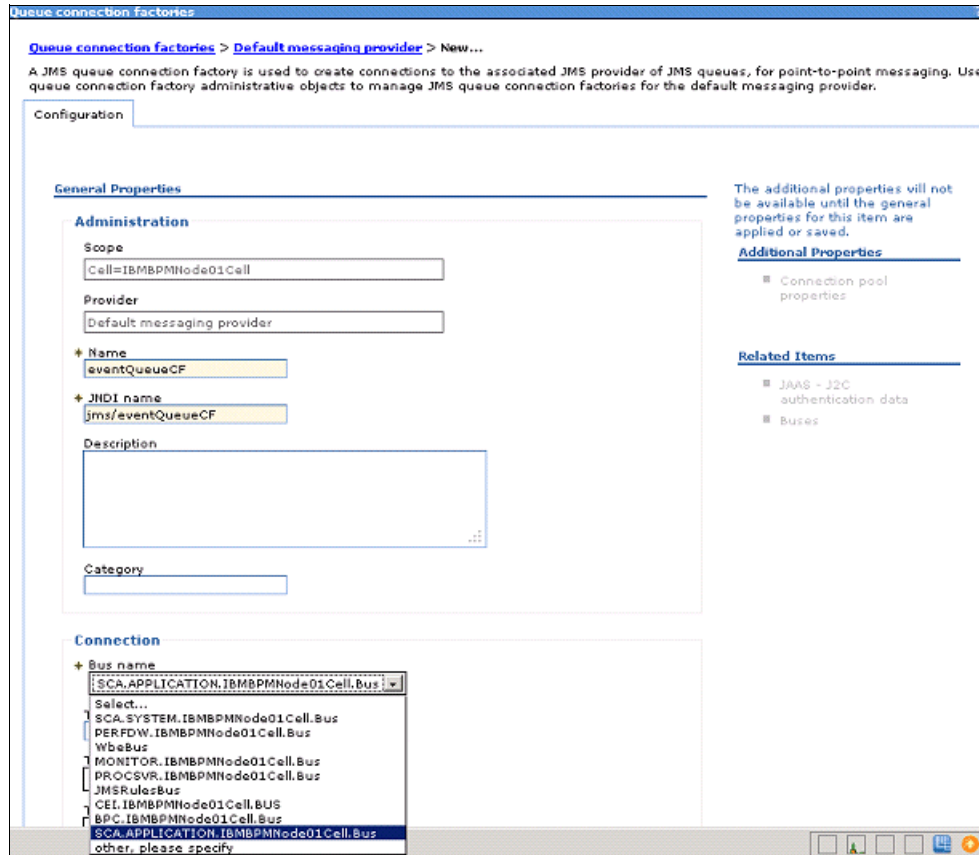 Queue connection factories
Queue connection factories > Default messaging provider > New...
A JMS queue connection factory is used to create connections to the associated JMS provider of JMS queues, for point-to-point messaging. Use
queue connection factory administrative objects to manage JMS queue connection factories for the default messaging provider.
Configuration
General Properties
The additional properties will not
be available until the general
properties for this item are
applied or saved.
Administration
Scope
Cell=IBMBPMNode01Cell
Provider
Default messaging provider
Name
eventQueueCF
JNDI name
jms/eventQueueCF
Description
Category
Additional Properties
Connection pool
properties
Related Items
JAAS - J2C
authentication data
Buses
Connection
Bus name
SCA.APPLICATION.IBMBPMNode01Cell.Bus
Select...
SCA.SYSTEM.IBMBPMNode01Cell.Bus
PERFDW.IBMBPMNode01Cell.Bus
WbeBus
MONITOR.IBMBPMNode01Cell.Bus
PROCSVR.IBMBPMNode01Cell.Bus
JMSRulesBus
CEI.IBMBPMNode01Cell.BUS
BPC.IBMBPMNode01Cell.Bus
SCA.APPLICATION.IBMBPMNode01Cell.Bus
other, please specify